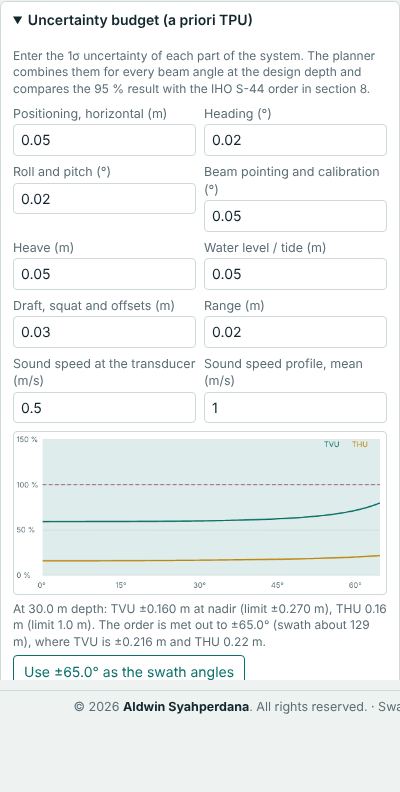 ▼ Uncertainty budget (a priori TPU)
Enter the 1σ uncertainty of each part of the system. The planner
combines them for every beam angle at the design depth and
compares the 95 % result with the IHO S-44 order in section 8.
Positioning, horizontal (m)
0.05
Heading (°)
0.02
Roll and pitch (°)
0.02
Beam pointing and calibration
(°)
0.05
Heave (m)
0.05
Water level / tide (m)
0.05
Draft, squat and offsets (m)
0.03
Range (m)
0.02
Sound speed at the transducer
(m/s)
0.5
Sound speed profile, mean
(m/s)
1
150 %
TVU THU
100 %
50 %
0 %
0° 15° 30° 45° 60°
At 30.0 m depth: TVU ±0.160 m at nadir (limit ±0.270 m), THU 0.16
m (limit 1.0 m). The order is met out to ±65.0° (swath about 129
m), where TVU is ±0.216 m and THU 0.22 m.
Use ±65.0° as the swath angles
© 2026 Aldwin Syahperdana. All rights reserved. · Swa